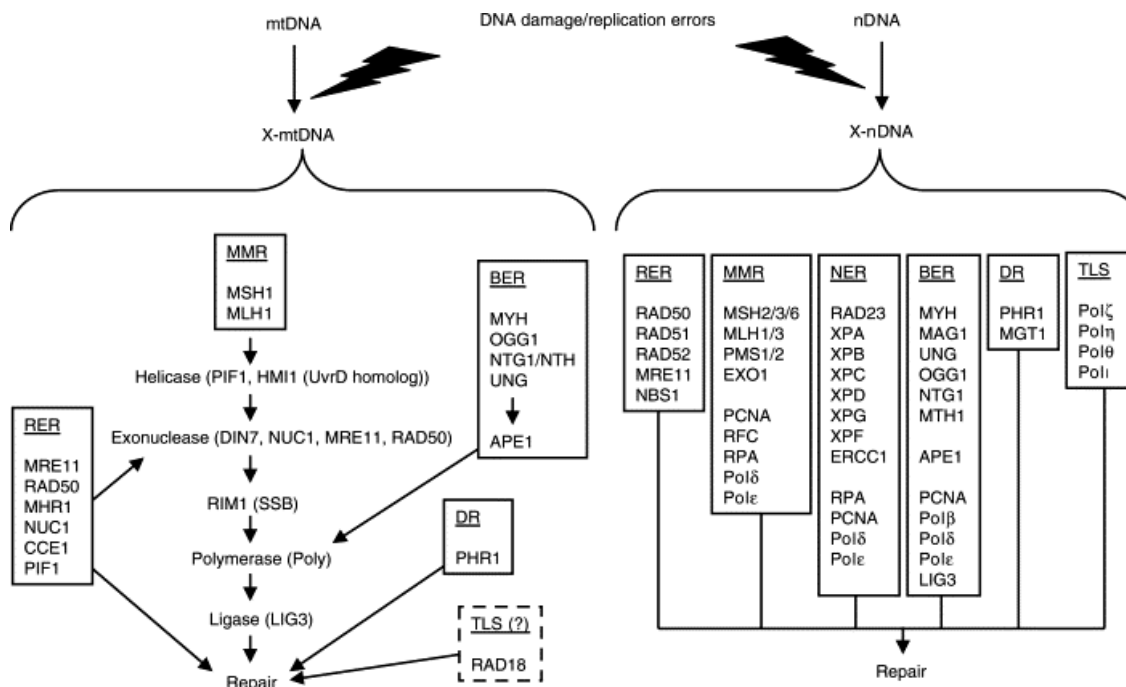 DNA damage/replication errors
mtDNA
nDNA
X-mtDNA
X-nDNA
MMR
MSH1
MLH1
Helicase (PIF1, HMI1 (UvrD homolog))
Exonuclease (DIN7, NUC1, MRE11, RAD50)
RIM1 (SSB)
Polymerase (Poly)
Ligase (LIG3)
Repair
RER
MRE11
RAD50
MHR1
NUC1
CCE1
PIF1
BER
MYH
OGG1
NTG1/NTH
UNG
APE1
DR
PHR1
TLS (?)
RAD18
RER
RAD50
RAD51
RAD52
MRE11
NBS1
MMR
MSH2/3/6
MLH1/3
PMS1/2
EXO1
PCNA
RFC
RPA
Polδ
Polε
NER
RAD23
XPA
XPB
XPC
XPD
XPG
XPF
ERCC1
RPA
PCNA
Polδ
Polε
BER
MYH
MAG1
UNG
OGG1
NTG1
MTH1
APE1
PCNA
Polβ
Polδ
Polε
LIG3
DR
PHR1
MGT1
TLS
Polζ
Polη
Polθ
Polι
Repair